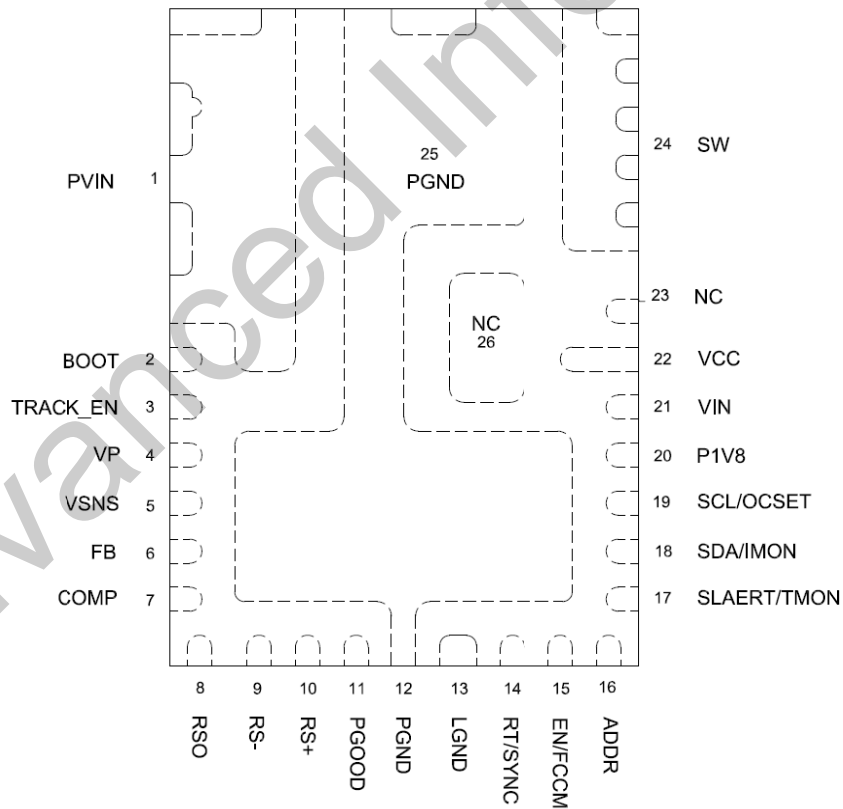 Advanced Info
25
PGND
24 SW
PVIN 1
23 NC
NC
26
BOOT 2
22 VCC
TRACK_EN 3
21 VIN
VP 4
20 P1V8
VSNS 5
19 SCL/OCSET
FB 6
18 SDA/IMON
COMP 7
17 SLAERT/TMON
8 9 10 11 12 13 14 15 16
RSO
RS-
RS+
PGOOD
PGND
LGND
RT/SYNC
EN/FCCM
ADDR